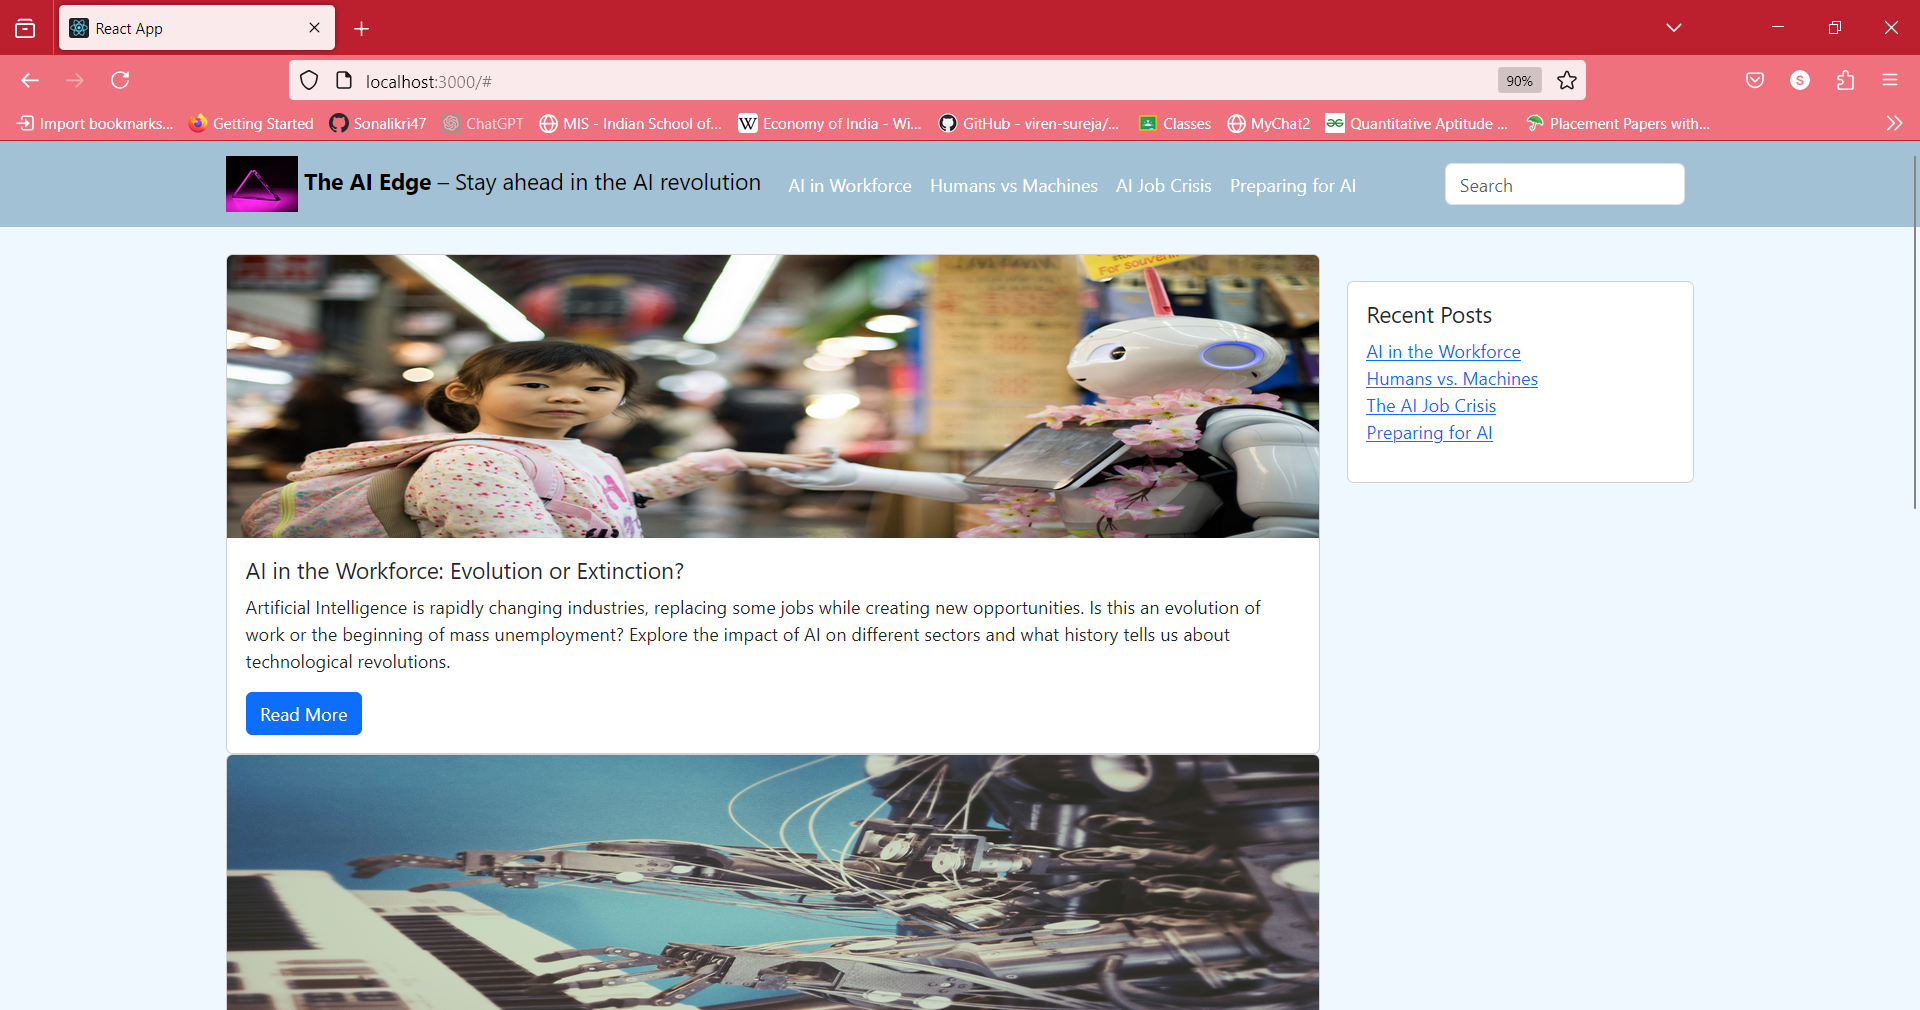 React App
localhost:3000/#
90%
S
Import bookmarks...
Getting Started
Sonalikri47
ChatGPT
MIS - Indian School of...
W Economy of India - Wi...
GitHub - viren-sureja/...
Classes
MyChat2
Quantitative Aptitude ...
Placement Papers with...
The AI Edge – Stay ahead in the AI revolution
AI in Workforce
Humans vs Machines
AI Job Crisis
Preparing for AI
Search
For souvenir
AI in the Workforce: Evolution or Extinction?
Artificial Intelligence is rapidly changing industries, replacing some jobs while creating new opportunities. Is this an evolution of
work or the beginning of mass unemployment? Explore the impact of AI on different sectors and what history tells us about
technological revolutions.
Read More
Recent Posts
AI in the Workforce
Humans vs. Machines
The AI Job Crisis
Preparing for AI